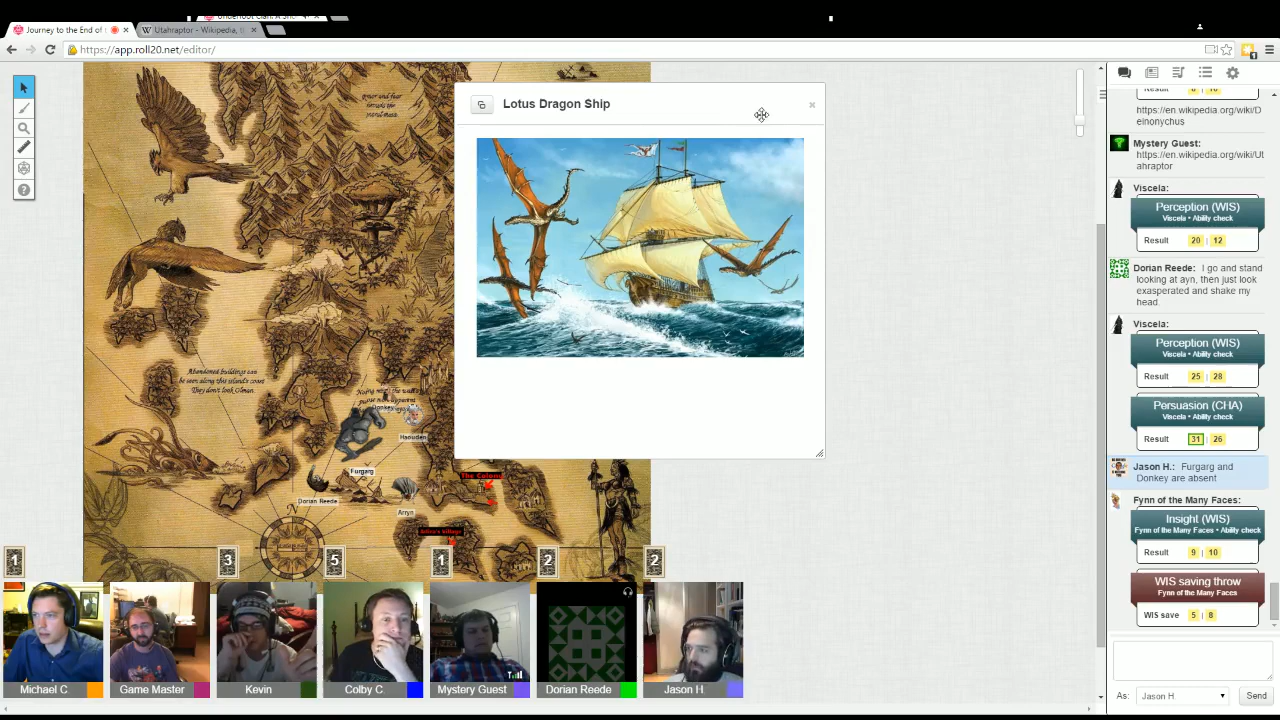 Journey to the End of t
Utahraptor - Wikipedia, t
https://app.roll20.net/editor/
Lotus Dragon Ship
Abandoned buildings can
be seen along this island's coast
They don't look Olman.
Donkey
Haouden
Furgarg
Dorian Reede
Arryn
The Colony
N
1
3
5
1
2
2
Michael C
Game Master
Kevin
Colby C.
Mystery Guest
Dorian Reede
Jason H.
Result
https://en.wikipedia.org/wiki/D
einonychus
Mystery Guest:
https://en.wikipedia.org/wiki/Ut
ahraptor
Viscela:
Perception (WIS)
Viscela • Ability check
Result 20 | 12
Dorian Reede: I go and stand
looking at ayn, then just look
exasperated and shake my
head.
Viscela:
Perception (WIS)
Viscela • Ability check
Result 25 | 28
Persuasion (CHA)
Viscela • Ability check
Result 31 | 26
Jason H.: Furgarg and
Donkey are absent
Fynn of the Many Faces:
Insight (WIS)
Fynn of the Many Faces • Ability check
Result 9 | 10
WIS saving throw
Fynn of the Many Faces
WIS save 5 | 8
As: Jason H
Send